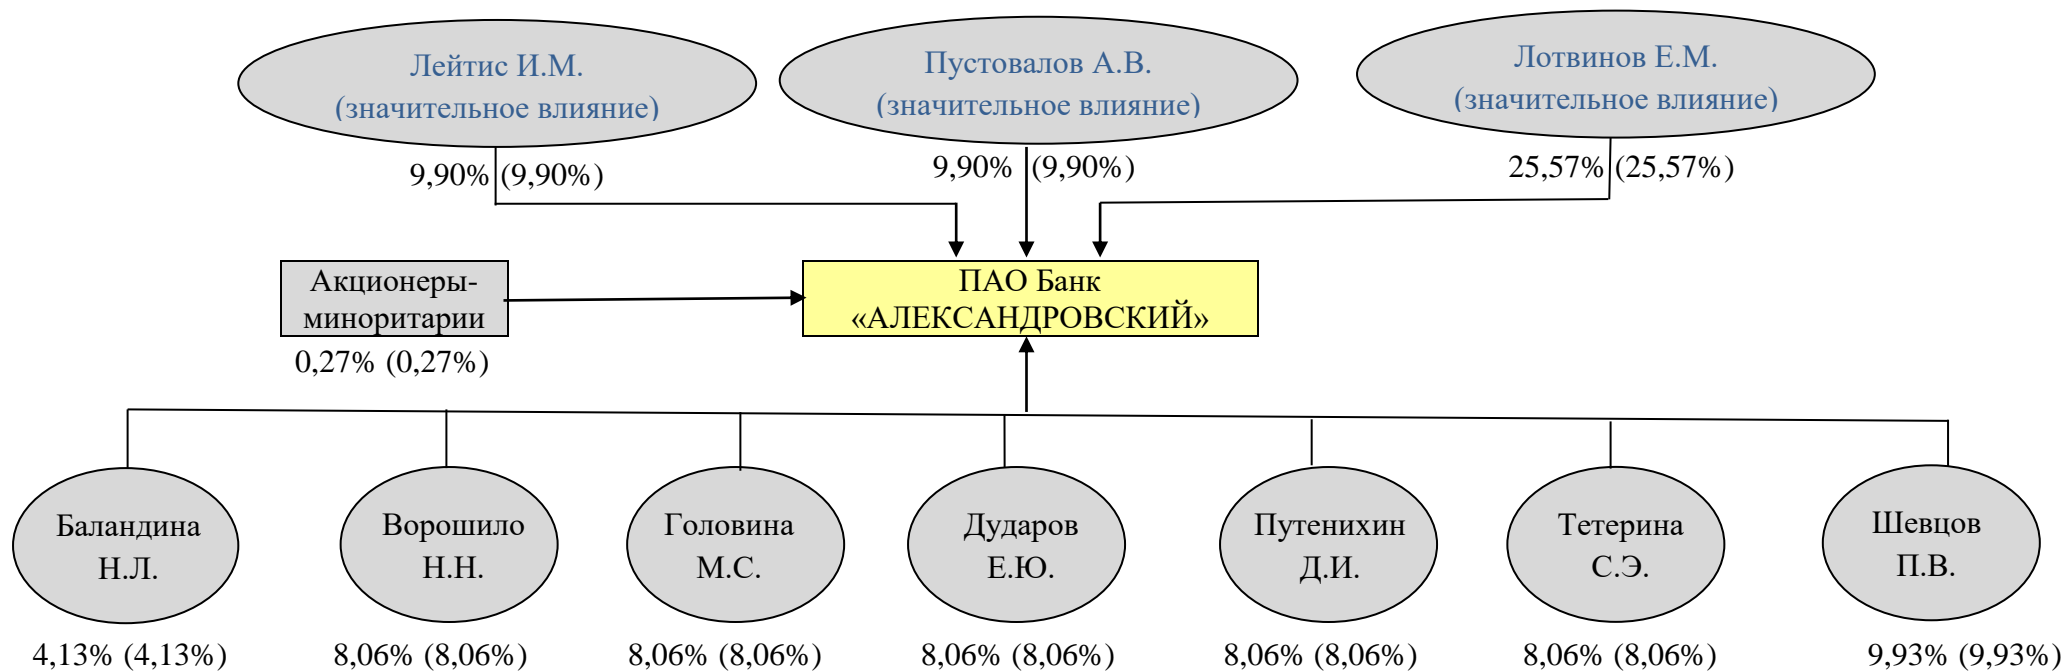 Лейтис И.М.
(значительное влияние)
Пустовалов А.В.
(значительное влияние)
Лотвинов Е.М.
(значительное влияние)
9,90% (9,90%)
9,90% (9,90%)
25,57% (25,57%)
Акционеры-
миноритарии
0,27% (0,27%)
ПАО Банк
«АЛЕКСАНДРОВСКИЙ»
Баландина
Н.Л.
Ворошило
Н.Н.
Головина
М.С.
Дударов
Е.Ю.
Путенихин
Д.И.
Тетерина
С.Э.
Шевцов
П.В.
4,13% (4,13%)
8,06% (8,06%)
8,06% (8,06%)
8,06% (8,06%)
8,06% (8,06%)
8,06% (8,06%)
9,93% (9,93%)